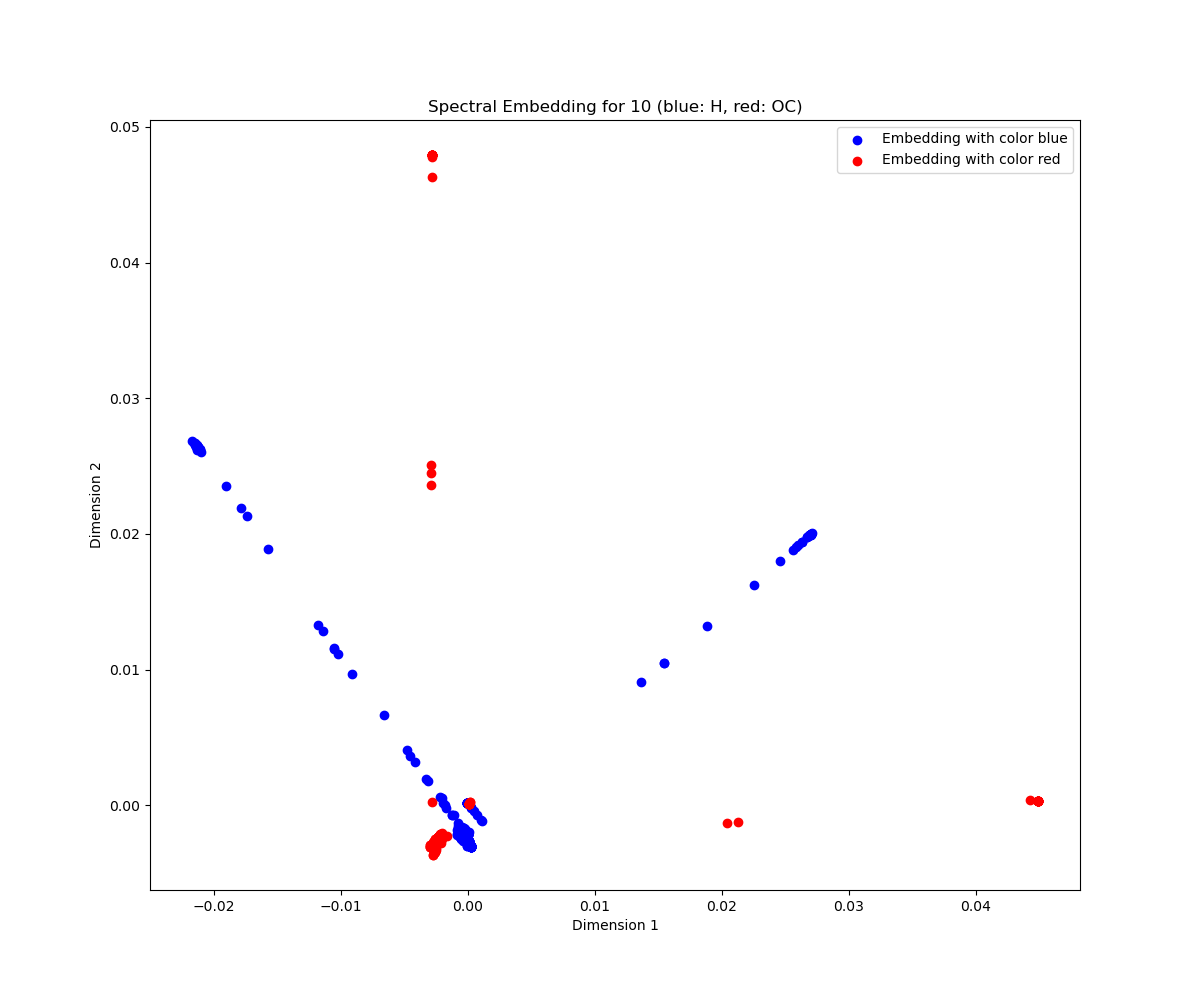 Spectral Embedding for 10 (blue: H, red: OC)
Embedding with color blue
Embedding with color red
0.05
0.04
0.03
0.02
0.01
0.00
Dimension 2
−0.02
−0.01
0.00
0.01
0.02
0.03
0.04
Dimension 1